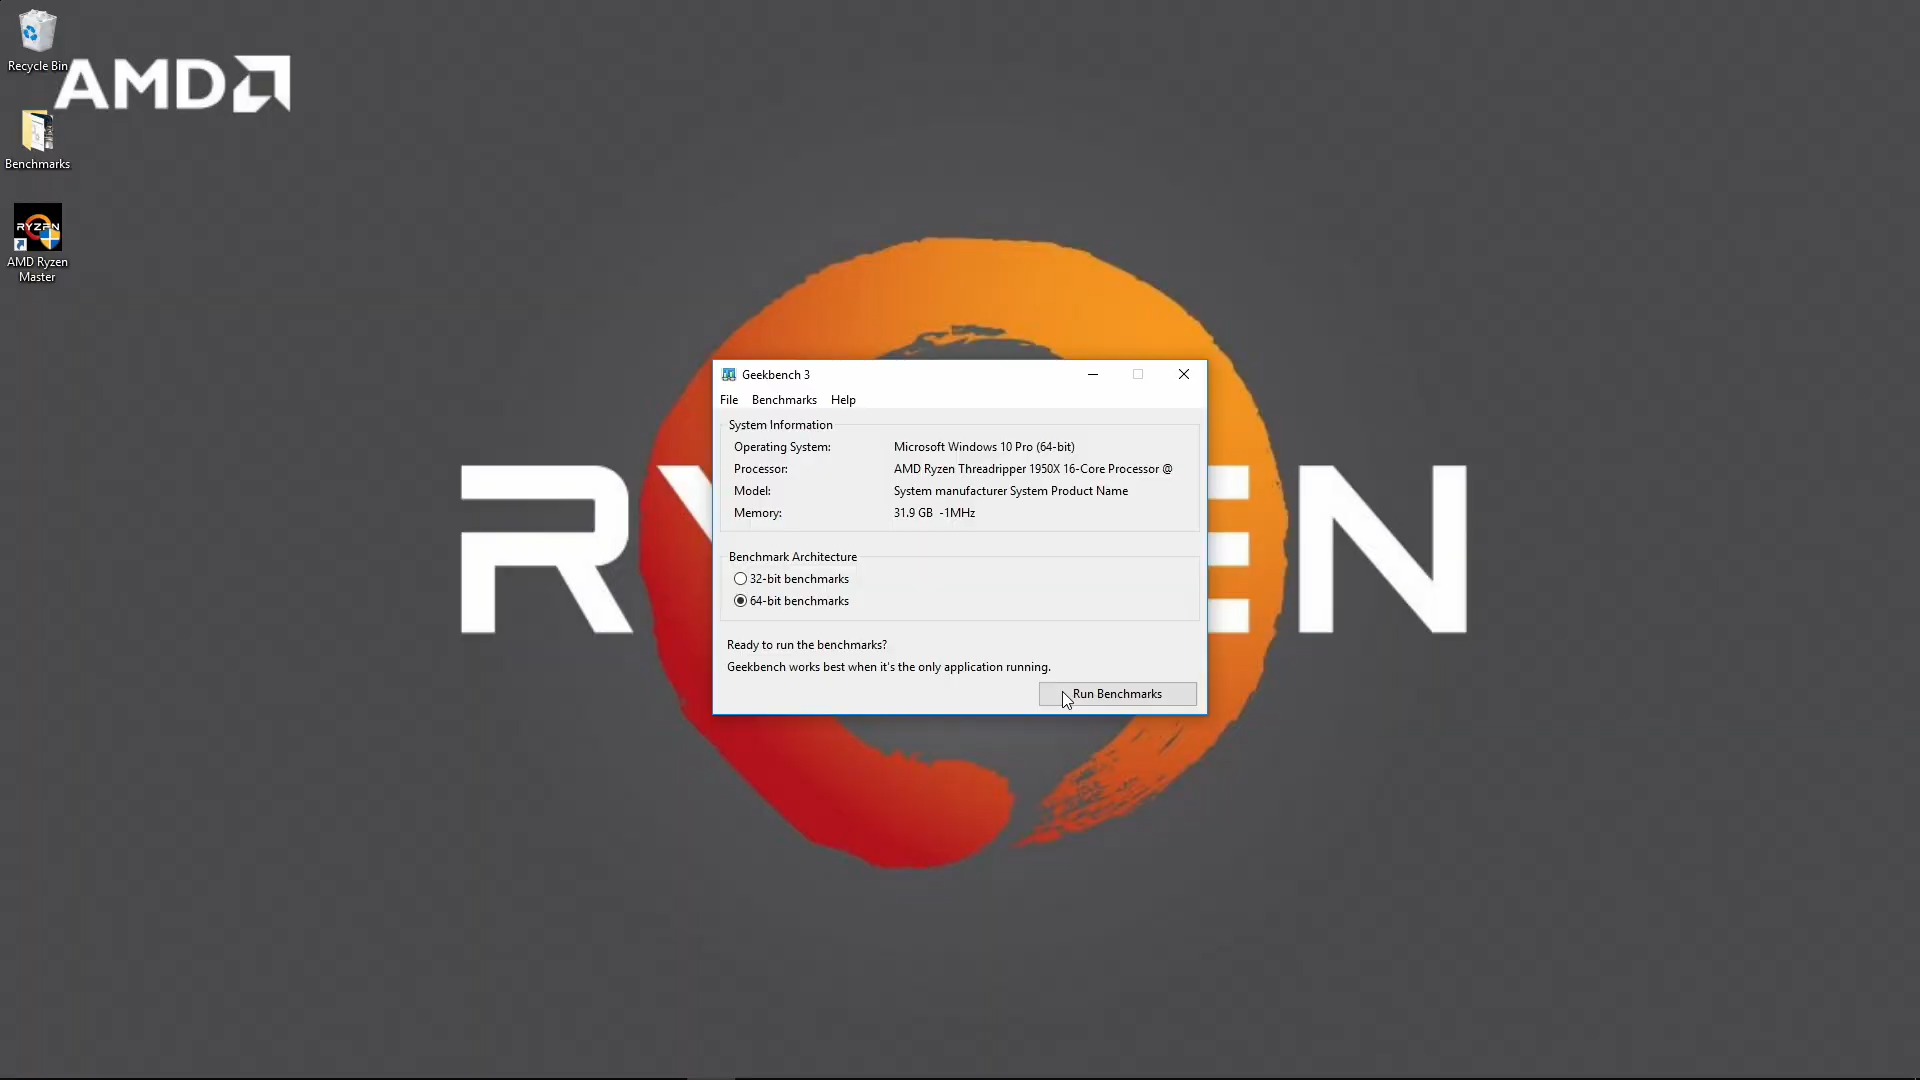 Recycle Bin
AMD
Benchmarks
RYZEN
AMD Ryzen
Master
Geekbench 3
File Benchmarks Help
System Information
Operating System: Microsoft Windows 10 Pro (64-bit)
Processor: AMD Ryzen Threadripper 1950X 16-Core Processor @
Model: System manufacturer System Product Name
Memory: 31.9 GB -1MHz
Benchmark Architecture
32-bit benchmarks
64-bit benchmarks
Ready to run the benchmarks?
Geekbench works best when it's the only application running.
Run Benchmarks
RY EN